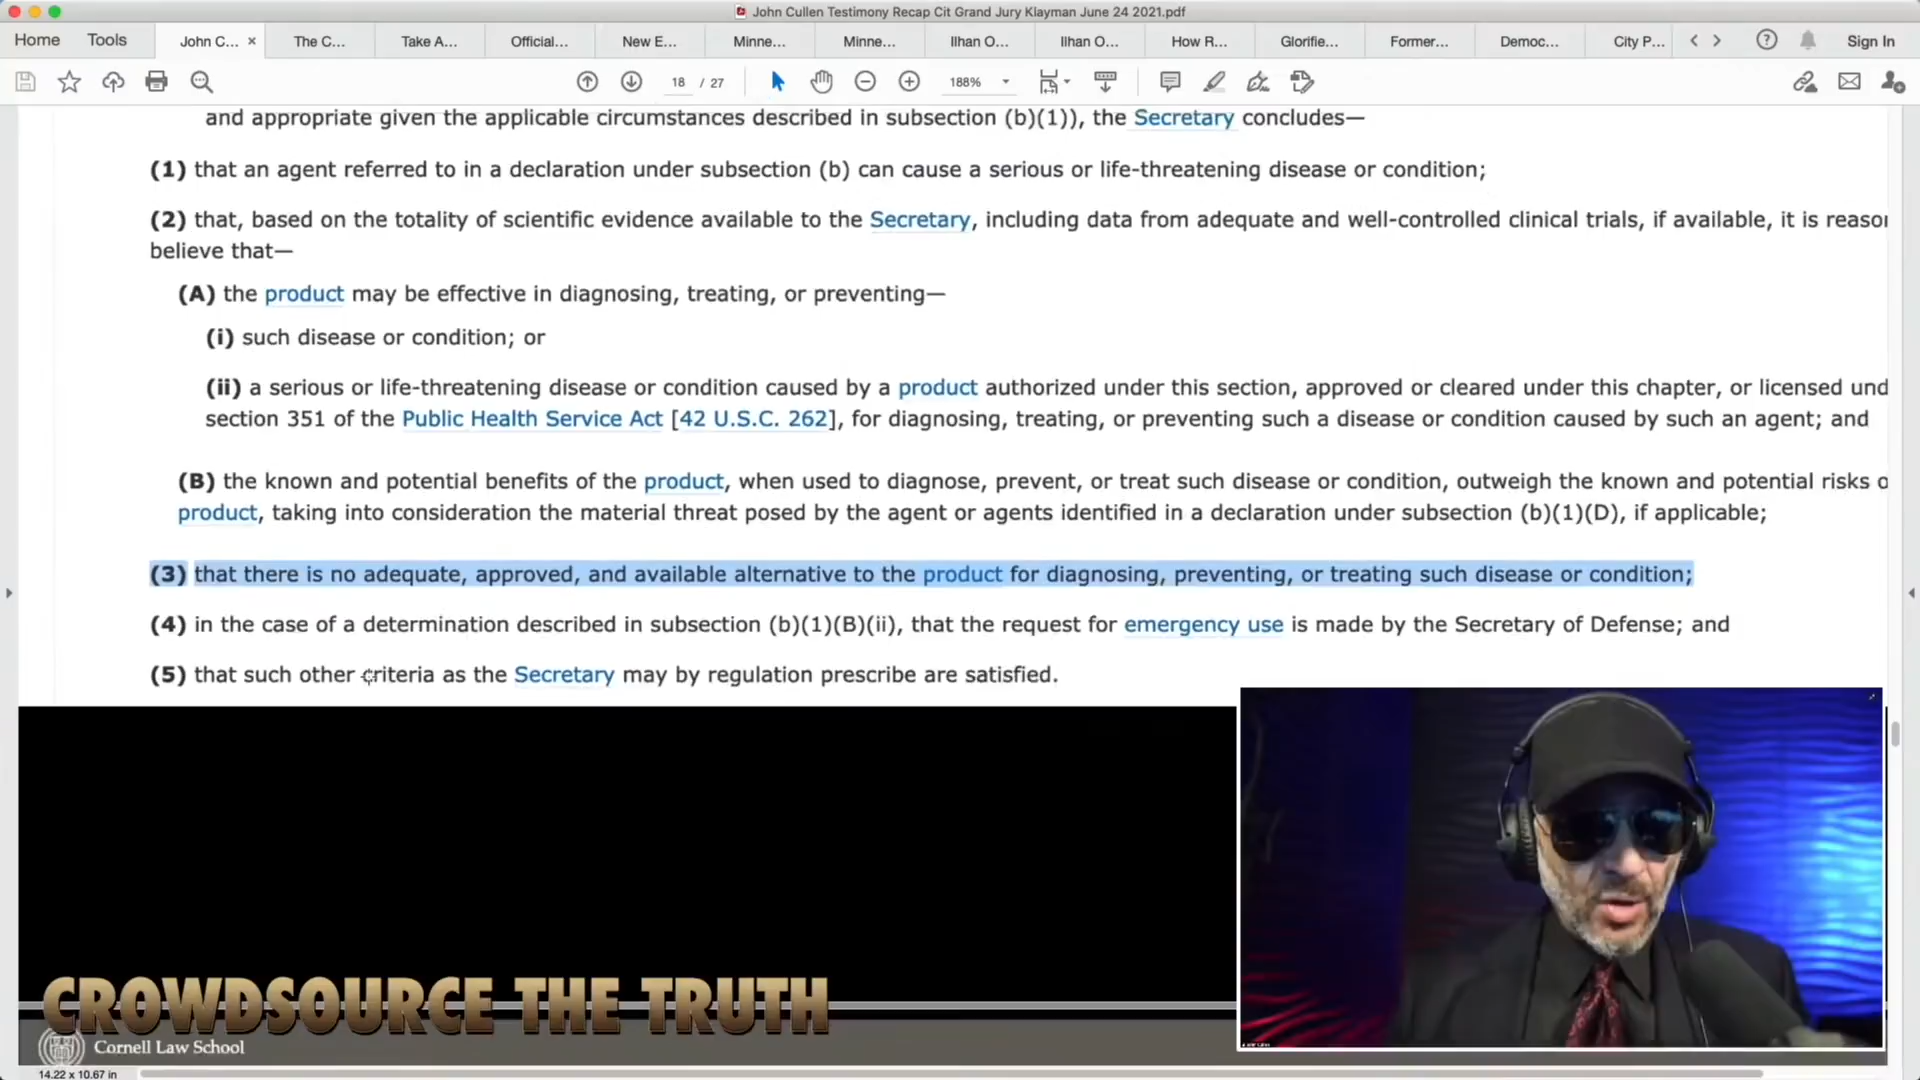 John Cullen Testimony Recap Cit Grand Jury Klayman June 24 2021.pdf
Home Tools John C... × The C... Take A... Official... New E... Minne... Minne... Ilhan O... Ilhan O... How R... Glorifie... Former... Democ... City P... Sign In
18 / 27 188%
and appropriate given the applicable circumstances described in subsection (b)(1)), the Secretary concludes—
(1) that an agent referred to in a declaration under subsection (b) can cause a serious or life-threatening disease or condition;
(2) that, based on the totality of scientific evidence available to the Secretary, including data from adequate and well-controlled clinical trials, if available, it is reason
believe that—
(A) the product may be effective in diagnosing, treating, or preventing—
(i) such disease or condition; or
(ii) a serious or life-threatening disease or condition caused by a product authorized under this section, approved or cleared under this chapter, or licensed und
section 351 of the Public Health Service Act [42 U.S.C. 262], for diagnosing, treating, or preventing such a disease or condition caused by such an agent; and
(B) the known and potential benefits of the product, when used to diagnose, prevent, or treat such disease or condition, outweigh the known and potential risks o
product, taking into consideration the material threat posed by the agent or agents identified in a declaration under subsection (b)(1)(D), if applicable;
(3) that there is no adequate, approved, and available alternative to the product for diagnosing, preventing, or treating such disease or condition;
(4) in the case of a determination described in subsection (b)(1)(B)(ii), that the request for emergency use is made by the Secretary of Defense; and
(5) that such other criteria as the Secretary may by regulation prescribe are satisfied.
CROWDSOURCE THE TRUTH
Cornell Law School
14.22 x 10.67 in